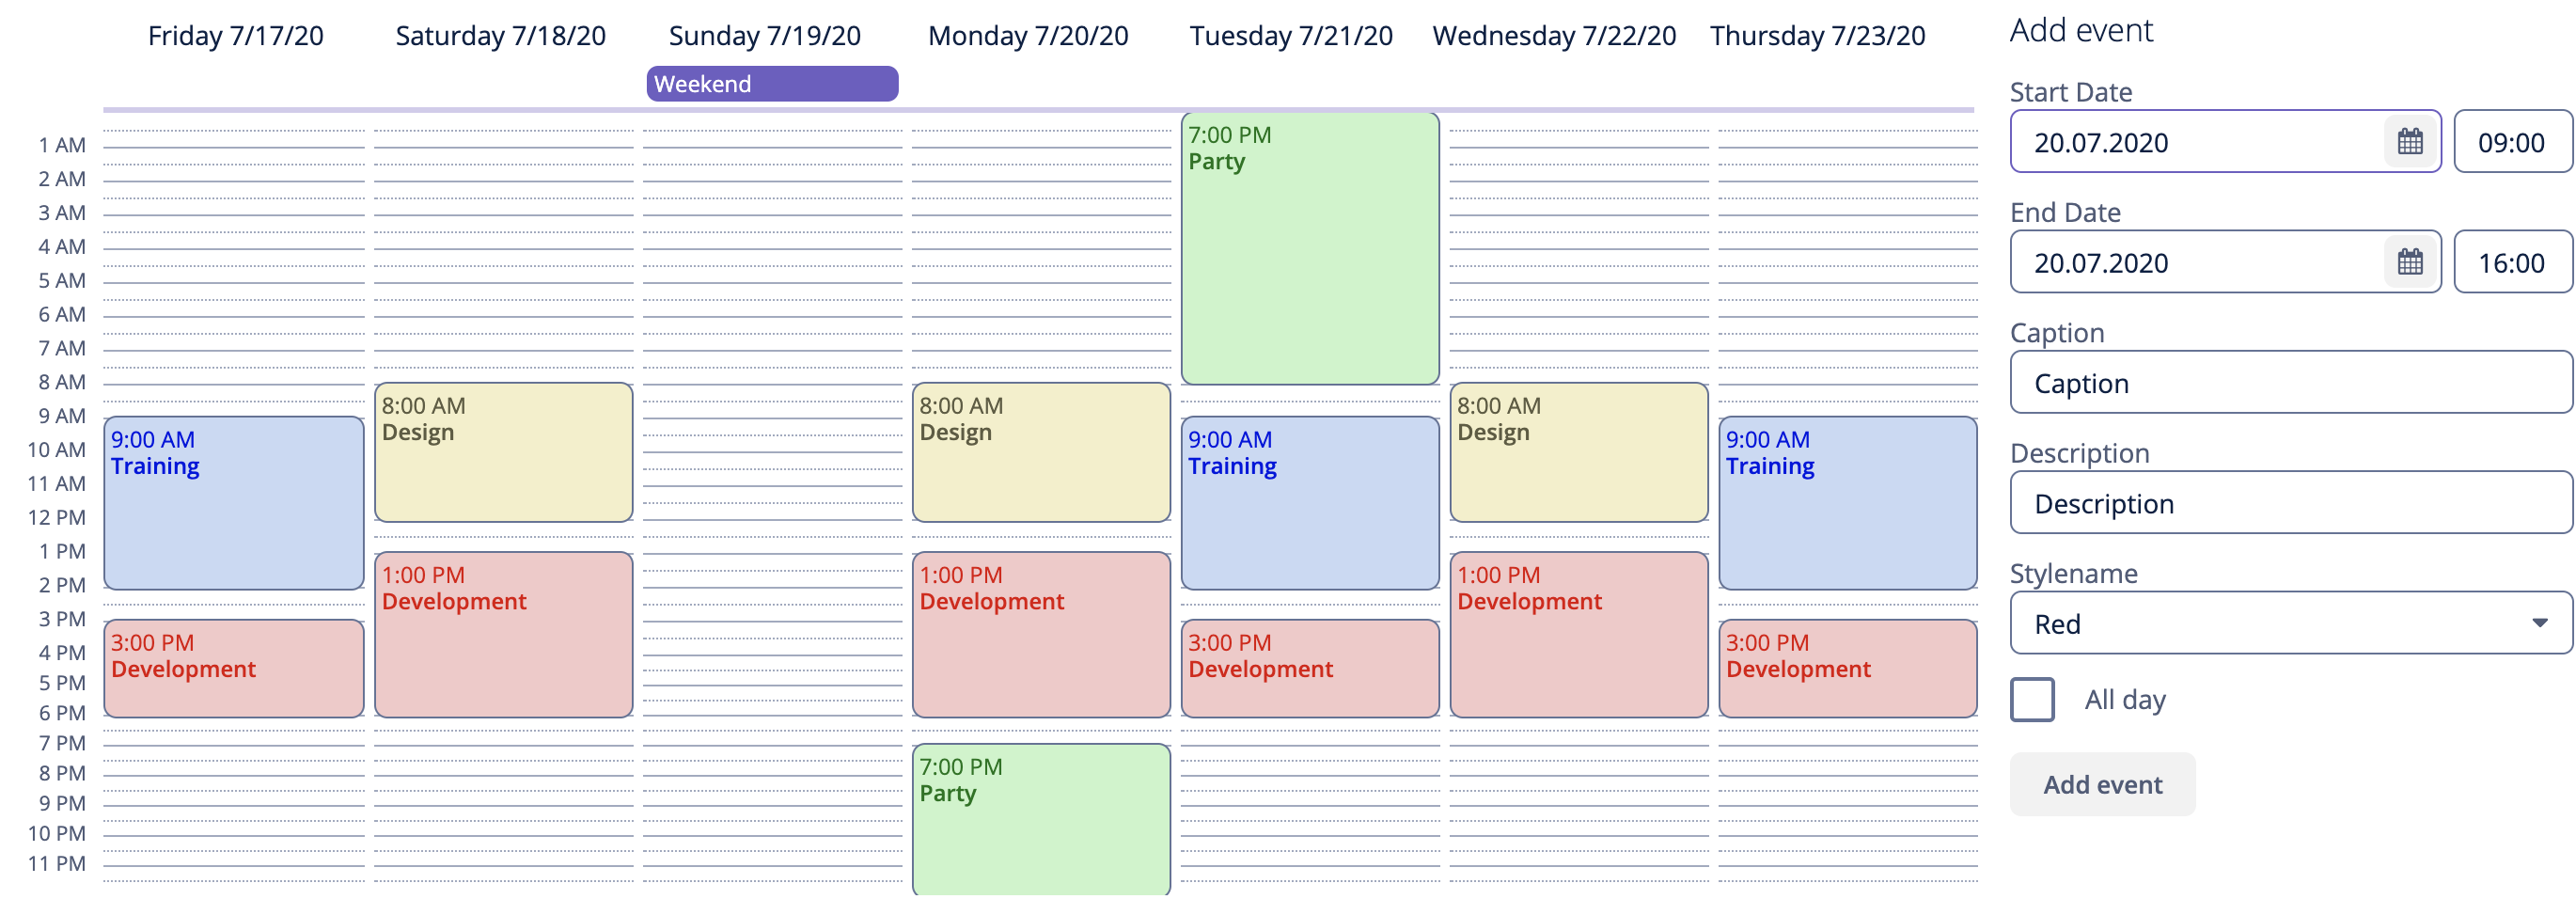 Friday 7/17/20
Saturday 7/18/20
Sunday 7/19/20
Monday 7/20/20
Tuesday 7/21/20
Wednesday 7/22/20
Thursday 7/23/20
Weekend
1 AM
2 AM
3 AM
4 AM
5 AM
6 AM
7 AM
8 AM
9 AM
10 AM
11 AM
12 PM
1 PM
2 PM
3 PM
4 PM
5 PM
6 PM
7 PM
8 PM
9 PM
10 PM
11 PM
9:00 AM
Training
3:00 PM
Development
8:00 AM
Design
1:00 PM
Development
8:00 AM
Design
1:00 PM
Development
7:00 PM
Party
7:00 PM
Party
9:00 AM
Training
3:00 PM
Development
8:00 AM
Design
1:00 PM
Development
9:00 AM
Training
3:00 PM
Development
Add event
Start Date
20.07.2020
09:00
End Date
20.07.2020
16:00
Caption
Caption
Description
Description
Stylename
Red
All day
Add event